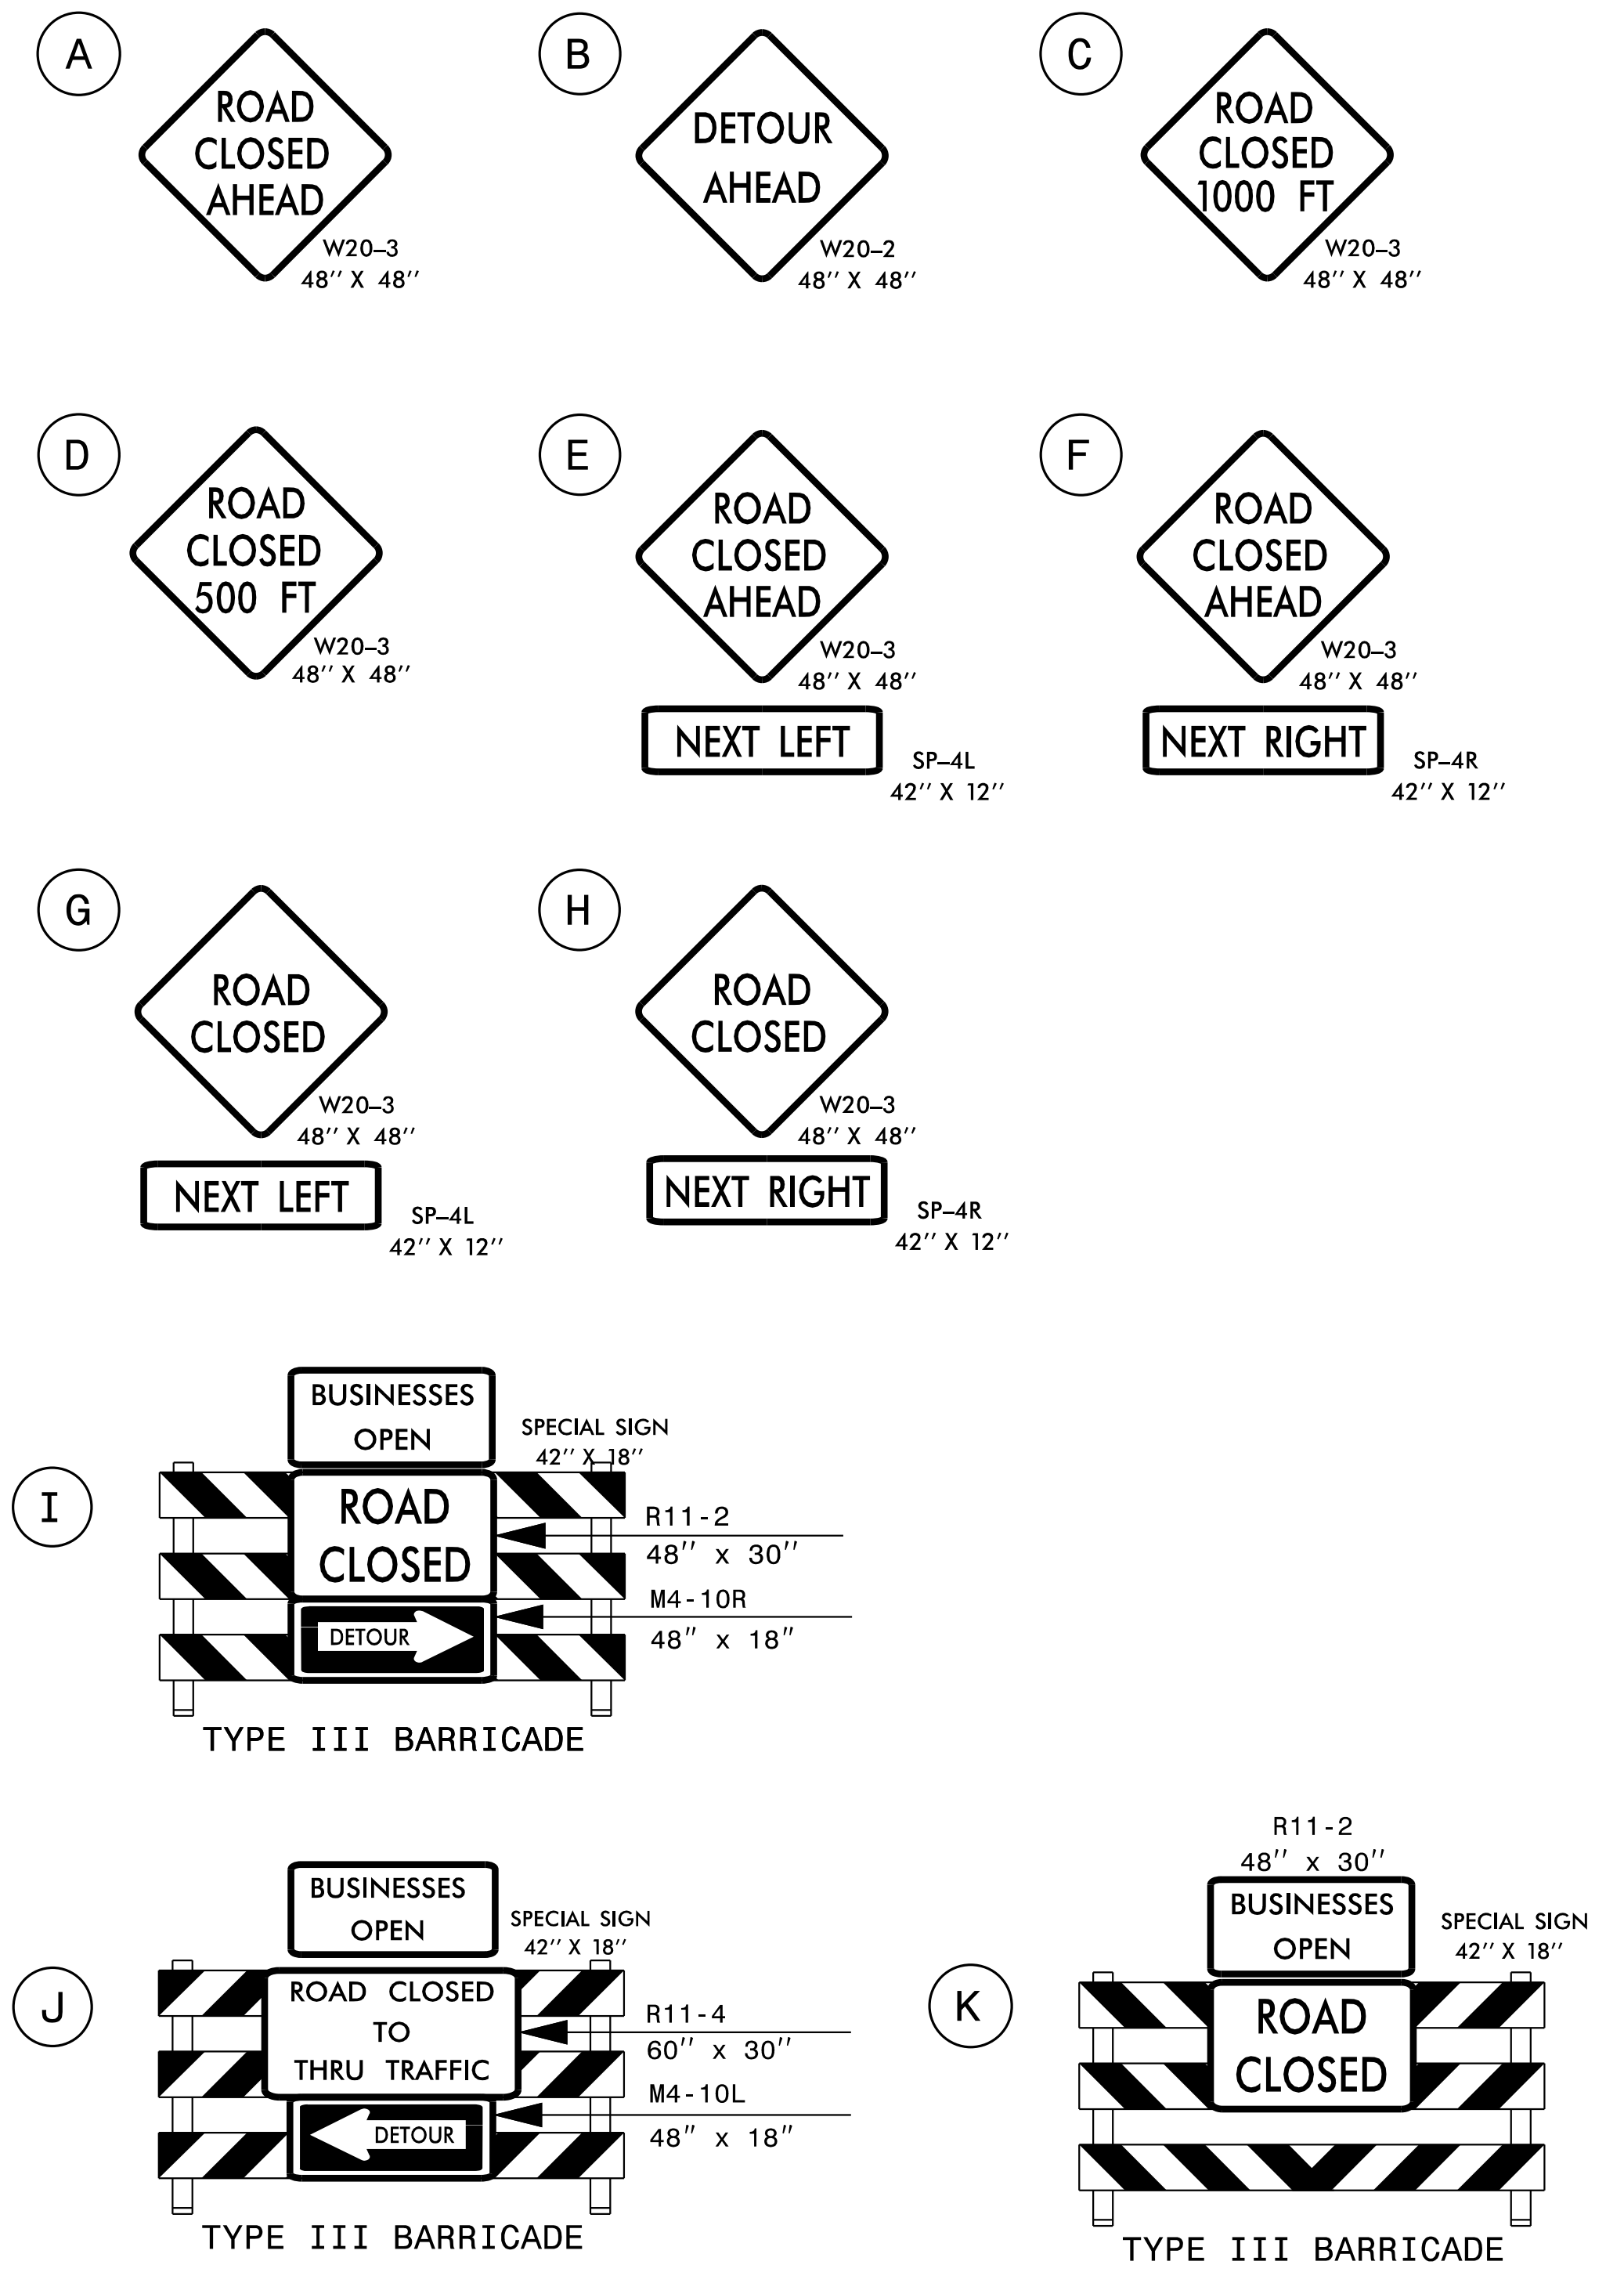 A
ROAD
CLOSED
AHEAD
W20-3
48'' X 48''
B
DETOUR
AHEAD
W20-2
48'' X 48''
C
ROAD
CLOSED
1000 FT
W20-3
48'' X 48''
D
ROAD
CLOSED
500 FT
W20-3
48'' X 48''
E
ROAD
CLOSED
AHEAD
W20-3
48'' X 48''
NEXT LEFT
SP-4L
42'' X 12''
F
ROAD
CLOSED
AHEAD
W20-3
48'' X 48''
NEXT RIGHT
SP-4R
42'' X 12''
G
ROAD
CLOSED
W20-3
48'' X 48''
NEXT LEFT
SP-4L
42'' X 12''
H
ROAD
CLOSED
W20-3
48'' X 48''
NEXT RIGHT
SP-4R
42'' X 12''
I
BUSINESSES
OPEN
SPECIAL SIGN
42'' X 18''
ROAD
CLOSED
R11-2
48'' x 30''
DETOUR
M4-10R
48'' x 18''
TYPE III BARRICADE
J
BUSINESSES
OPEN
SPECIAL SIGN
42'' X 18''
ROAD CLOSED
TO
THRU TRAFFIC
R11-4
60'' x 30''
DETOUR
M4-10L
48'' x 18''
TYPE III BARRICADE
K
R11-2
48'' x 30''
BUSINESSES
OPEN
SPECIAL SIGN
42'' X 18''
ROAD
CLOSED
TYPE III BARRICADE